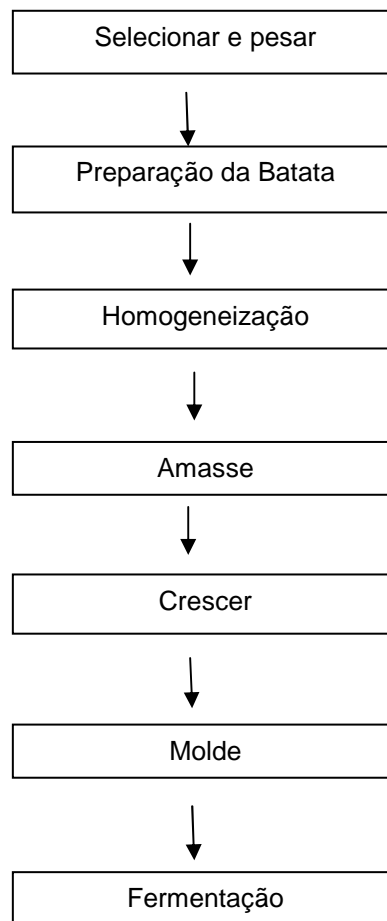 Selecionar e pesar
Preparação da Batata
Homogeneização
Amasse
Crescer
Molde
Fermentação